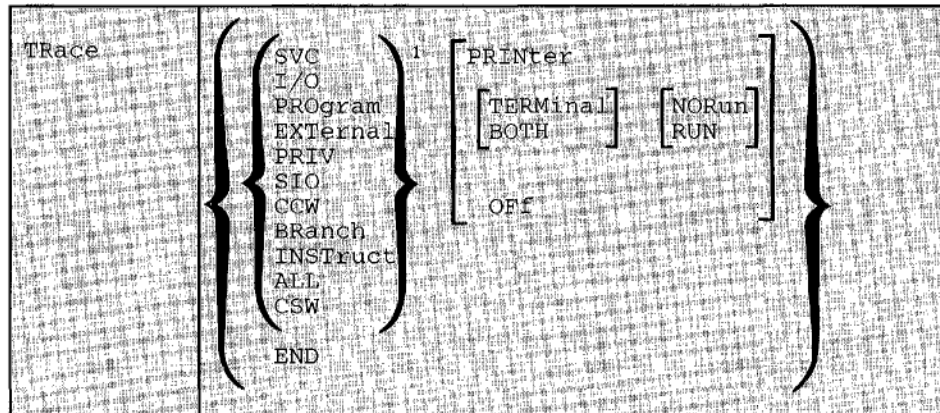 TRace
SVC 1 PRINter
I/O
PROgram [TERMinal] [NORun]
EXTernal [BOTH] [RUN]
PRIV
SIO
CCW OFf
BRanch
INSTruct
ALL
CSW
END